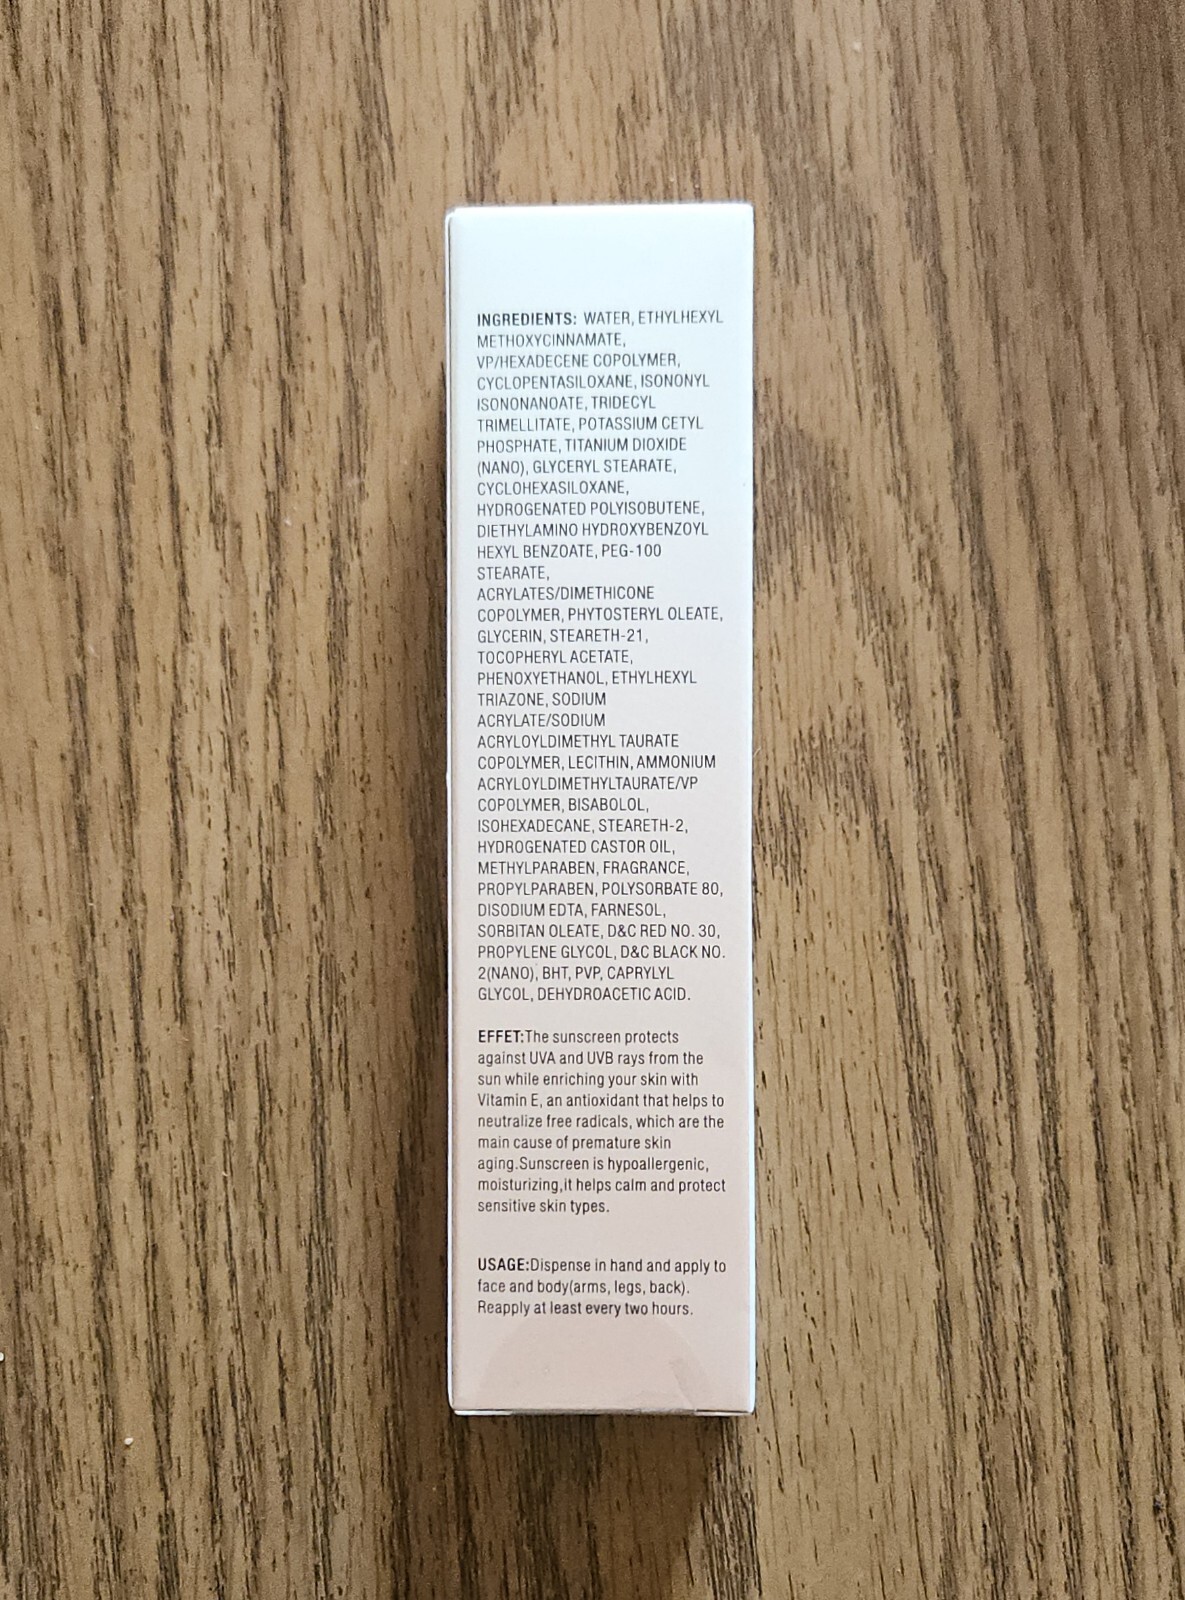 INGREDIENTS: WATER, ETHYLHEXYL
METHOXYCINNAMATE,
VP/HEXADECENE COPOLYMER,
CYCLOPENTASILOXANE, ISONONYL
ISONONANOATE, TRIDECYL
TRIMELLITATE, POTASSIUM CETYL
PHOSPHATE, TITANIUM DIOXIDE
(NANO), GLYCERYL STEARATE,
CYCLOHEXASILOXANE,
HYDROGENATED POLYISOBUTENE,
DIETHYLAMINO HYDROXYBENZOYL
HEXYL BENZOATE, PEG-100
STEARATE,
ACRYLATES/DIMETHICONE
COPOLYMER, PHYTOSTERYL OLEATE,
GLYCERIN, STEARETH-21,
TOCOPHERYL ACETATE,
PHENOXYETHANOL, ETHYLHEXYL
TRIAZONE, SODIUM
ACRYLATE/SODIUM
ACRYLOYLDIMETHYL TAURATE
COPOLYMER, LECITHIN, AMMONIUM
ACRYLOYLDIMETHYLTAURATE/VP
COPOLYMER, BISABOLOL,
ISOHEXADECANE, STEARETH-2,
HYDROGENATED CASTOR OIL,
METHYLPARABEN, FRAGRANCE,
PROPYLPARABEN, POLYSORBATE 80,
DISODIUM EDTA, FARNESOL,
SORBITAN OLEATE, D&C RED NO. 30,
PROPYLENE GLYCOL, D&C BLACK NO.
2(NANO), BHT, PVP, CAPRYLYL
GLYCOL, DEHYDROACETIC ACID.
EFFET:The sunscreen protects
against UVA and UVB rays from the
sun while enriching your skin with
Vitamin E, an antioxidant that helps to
neutralize free radicals, which are the
main cause of premature skin
aging.Sunscreen is hypoallergenic,
moisturizing,it helps calm and protect
sensitive skin types.
USAGE:Dispense in hand and apply to
face and body(arms, legs, back).
Reapply at least every two hours.